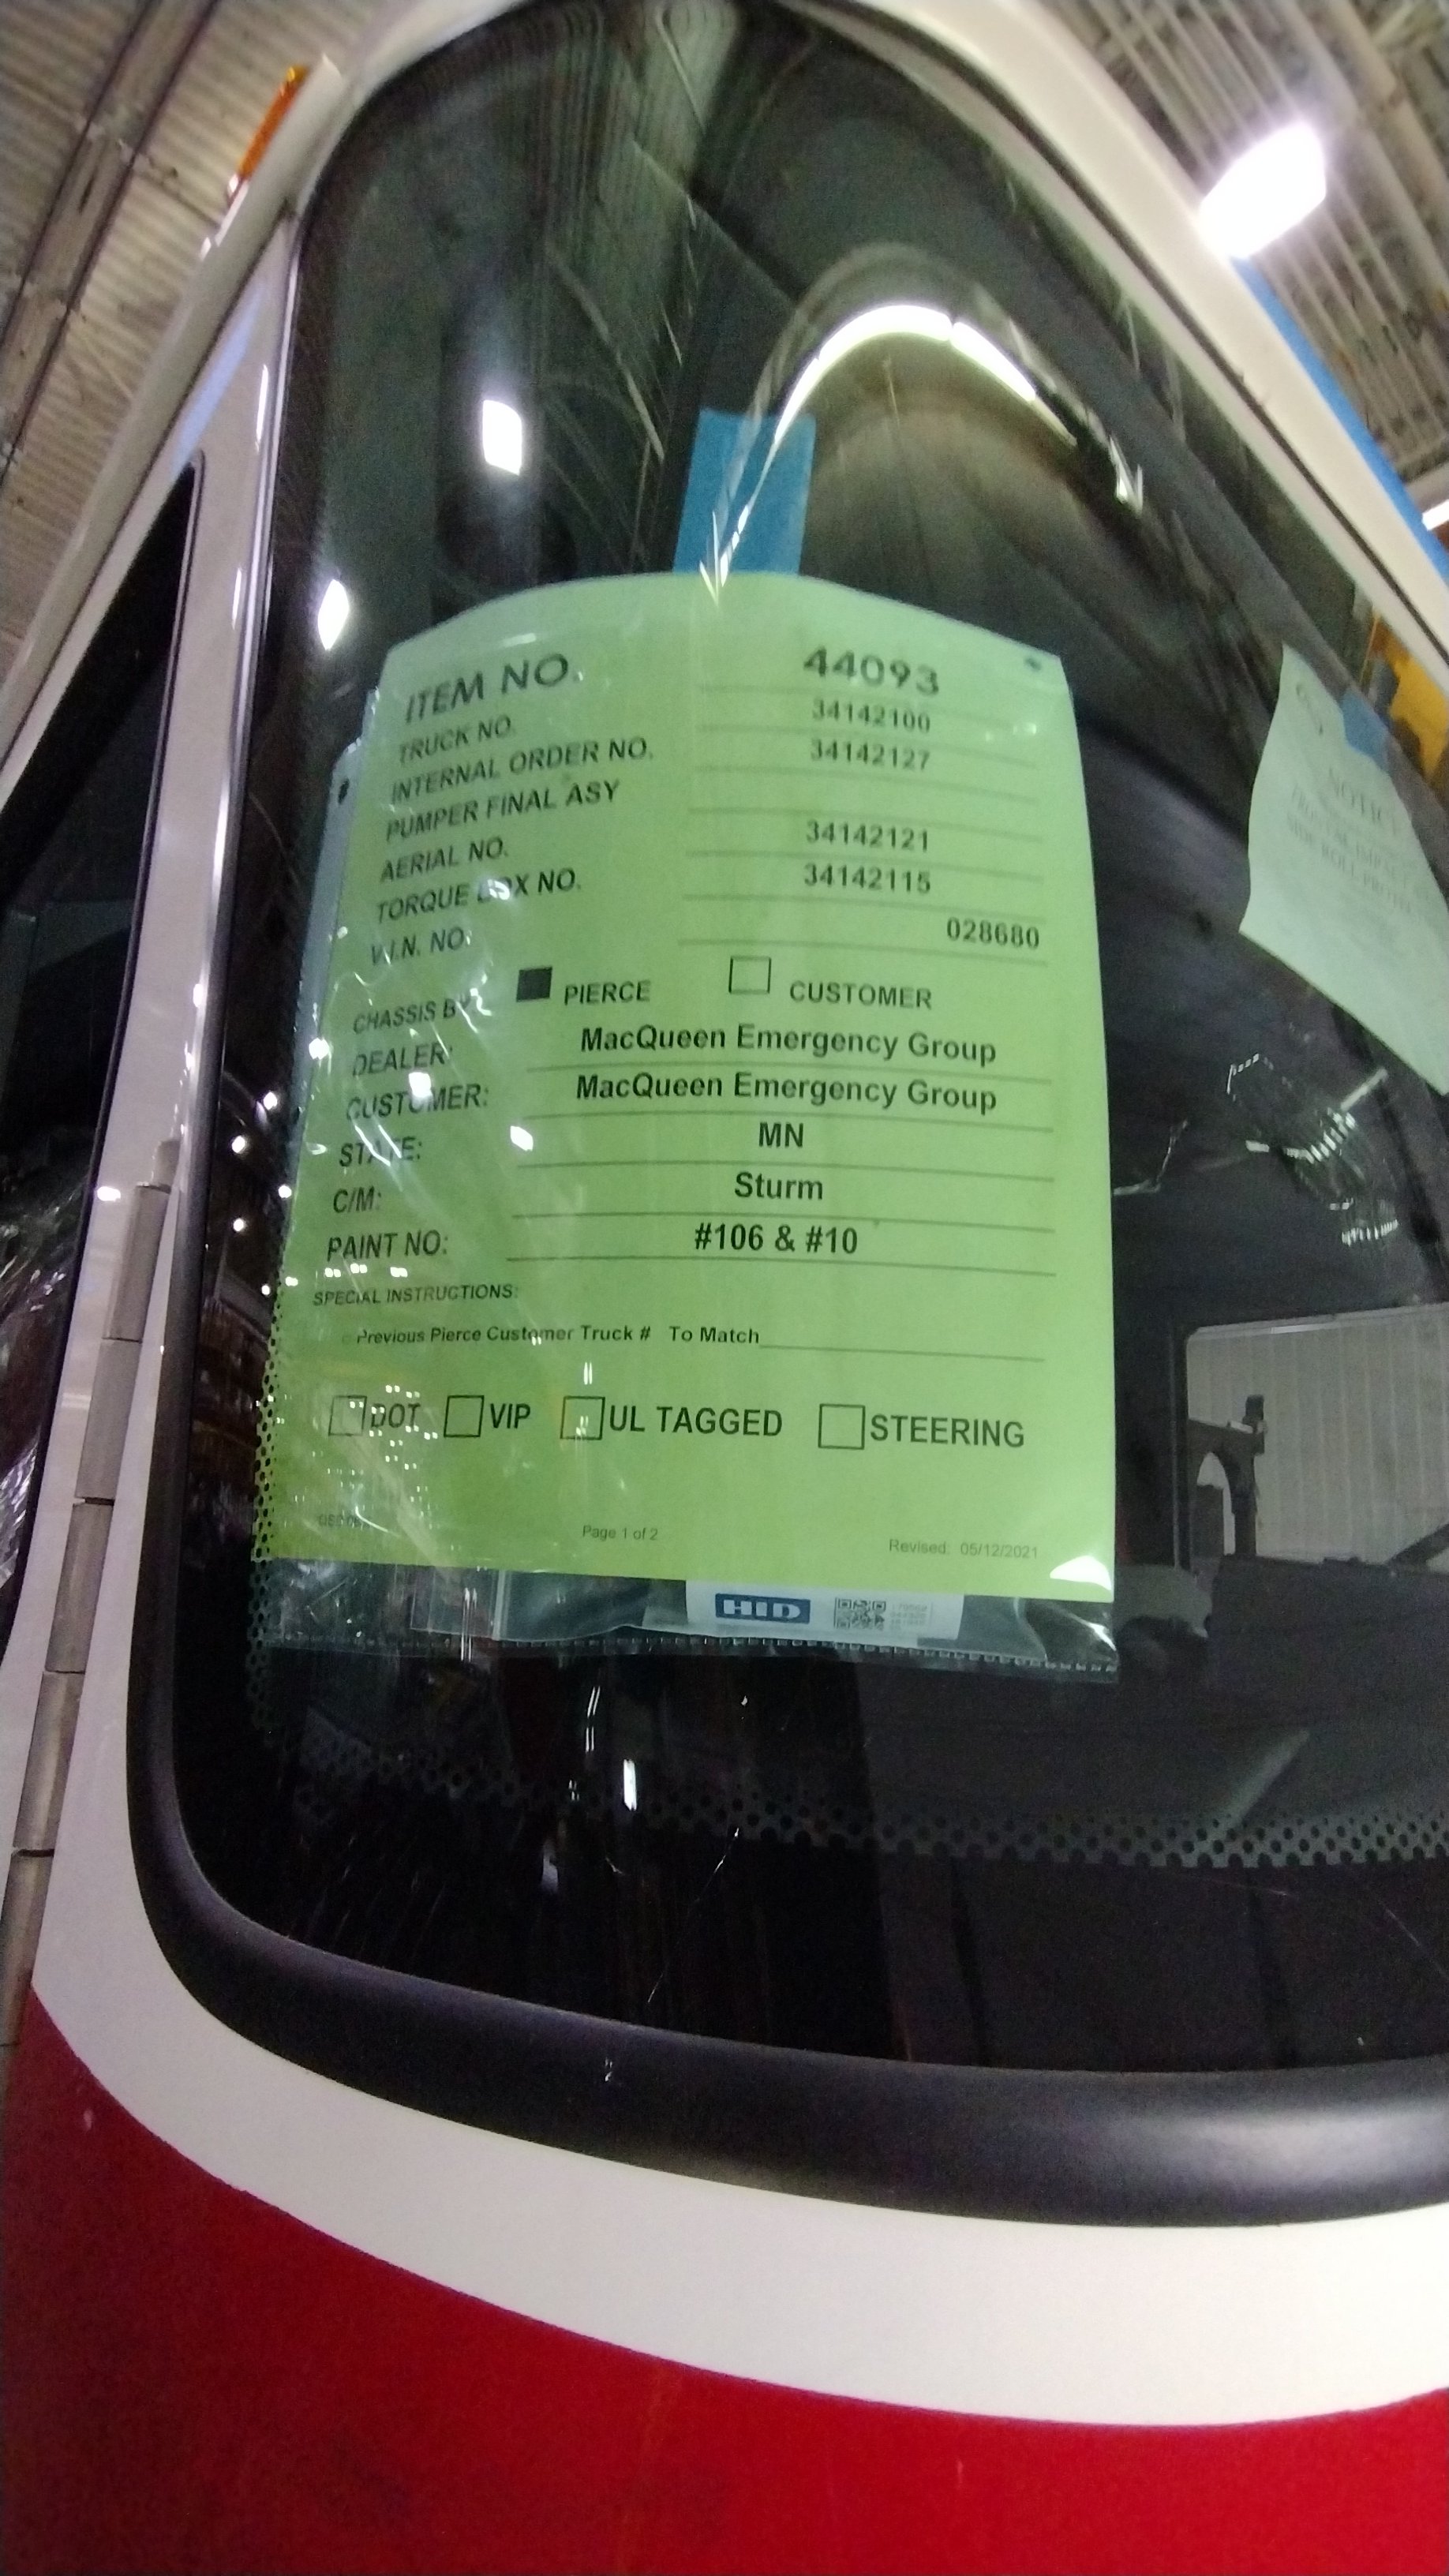 ITEM NO. 44093
TRUCK NO. 34142100
INTERNAL ORDER NO. 34142127
PUMPER FINAL ASY
AERIAL NO. 34142121
TORQUE BOX NO. 34142115
V.I.N. NO: 028680
CHASSIS BY: PIERCE CUSTOMER
DEALER: MacQueen Emergency Group
CUSTOMER: MacQueen Emergency Group
STATE: MN
C/M: Sturm
PAINT NO: #106 & #10
SPECIAL INSTRUCTIONS:
Previous Pierce Customer Truck # To Match
DOT VIP UL TAGGED STEERING
Page 1 of 2 Revised: 05/12/2021
HID
NOTICE